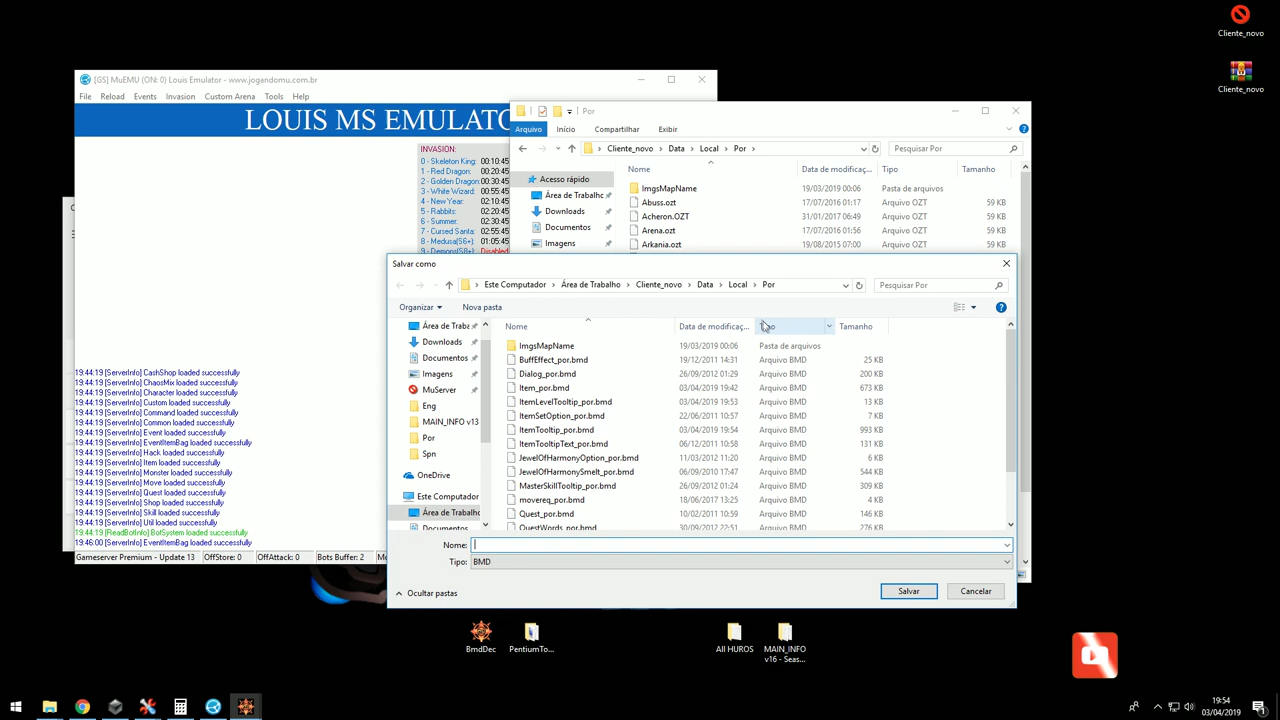 Cliente_novo
Cliente_novo
[GS] MuEMU (ON: 0) Louis Emulator - www.jogandomu.com.br
File Reload Events Invasion Custom Arena Tools Help
LOUIS MS EMULATO
INVASION:
0 - Skeleton King: 00:10:45
1 - Red Dragon: 00:20:45
2 - Golden Dragon: 00:30:45
3 - White Wizard: 00:55:45
4 - New Year: 02:10:45
5 - Rabbits: 02:20:45
6 - Summer: 02:30:45
7 - Cursed Santa: 02:55:45
8 - Medusa(S6+): 01:05:45
9 - Demons(S8+): Disabled
19:44:19 [ServerInfo] CashShop loaded successfully
19:44:19 [ServerInfo] ChaosMix loaded successfully
19:44:19 [ServerInfo] Character loaded successfully
19:44:19 [ServerInfo] Custom loaded successfully
19:44:19 [ServerInfo] Command loaded successfully
19:44:19 [ServerInfo] Common loaded successfully
19:44:19 [ServerInfo] Event loaded successfully
19:44:19 [ServerInfo] EventItemBag loaded successfully
19:44:19 [ServerInfo] Hack loaded successfully
19:44:19 [ServerInfo] Item loaded successfully
19:44:19 [ServerInfo] Monster loaded successfully
19:44:19 [ServerInfo] Move loaded successfully
19:44:19 [ServerInfo] Quest loaded successfully
19:44:19 [ServerInfo] Shop loaded successfully
19:44:19 [ServerInfo] Skill loaded successfully
19:44:19 [ServerInfo] Util loaded successfully
19:44:19 [ReadBotInfo] BotSystem loaded successfully
19:46:00 [ServerInfo] EventItemBag loaded successfully
Gameserver Premium - Update 13 OffStore: 0 OffAttack: 0 Bots Buffer: 2
Por
Arquivo Início Compartilhar Exibir
Cliente_novo > Data > Local > Por > Pesquisar Por
Nome Data de modificaç... Tipo Tamanho
Acesso rápido
Área de Trabalhc
Downloads
Documentos
Imagens
ImgsMapName 19/03/2019 00:06 Pasta de arquivos
Abuss.ozt 17/07/2016 01:17 Arquivo OZT 59 KB
Acheron.OZT 31/01/2017 06:49 Arquivo OZT 59 KB
Arena.ozt 17/07/2016 01:17 Arquivo OZT 59 KB
Arkania.ozt 19/08/2015 07:00 Arquivo OZT 59 KB
Salvar como
Este Computador > Área de Trabalho > Cliente_novo > Data > Local > Por Pesquisar Por
Organizar Nova pasta
Área de Traba
Downloads
Documentos
Imagens
MuServer
Eng
MAIN_INFO v13
Por
Spn
OneDrive
Este Computador
Área de Trabalho
Documentos
Nome Data de modificaç... Tamanho
ImgsMapName 19/03/2019 00:06 Pasta de arquivos
BuffEffect_por.bmd 19/12/2011 14:31 Arquivo BMD 25 KB
Dialog_por.bmd 26/09/2012 01:29 Arquivo BMD 200 KB
Item_por.bmd 03/04/2019 19:42 Arquivo BMD 673 KB
ItemLevelTooltip_por.bmd 03/04/2019 19:53 Arquivo BMD 13 KB
ItemSetOption_por.bmd 22/06/2011 10:57 Arquivo BMD 7 KB
ItemTooltip_por.bmd 03/04/2019 19:54 Arquivo BMD 993 KB
ItemTooltipText_por.bmd 06/12/2011 10:58 Arquivo BMD 131 KB
JewelOfHarmonyOption_por.bmd 11/03/2012 11:20 Arquivo BMD 6 KB
JewelOfHarmonySmelt_por.bmd 06/09/2010 17:47 Arquivo BMD 544 KB
MasterSkillTooltip_por.bmd 26/09/2012 01:24 Arquivo BMD 309 KB
movereq_por.bmd 18/06/2017 13:25 Arquivo BMD 4 KB
Quest_por.bmd 10/02/2011 10:59 Arquivo BMD 146 KB
QuestWords_por.bmd 30/09/2012 22:51 Arquivo BMD 276 KB
Nome:
Tipo: BMD
Ocultar pastas
Salvar Cancelar
BmdDec
PentiumTo...
All HUROS
MAIN_INFO v16 - Seas...
19:54
03/04/2019